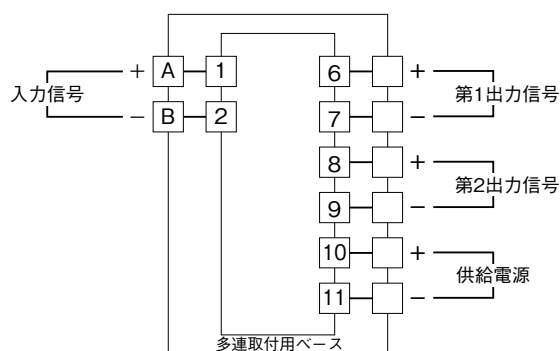 + A 1 6 +
入力信号 第1出力信号
− B 2 7 −
8 +
第2出力信号
9 −
10 +
供給電源
11 −
多連取付用ベース